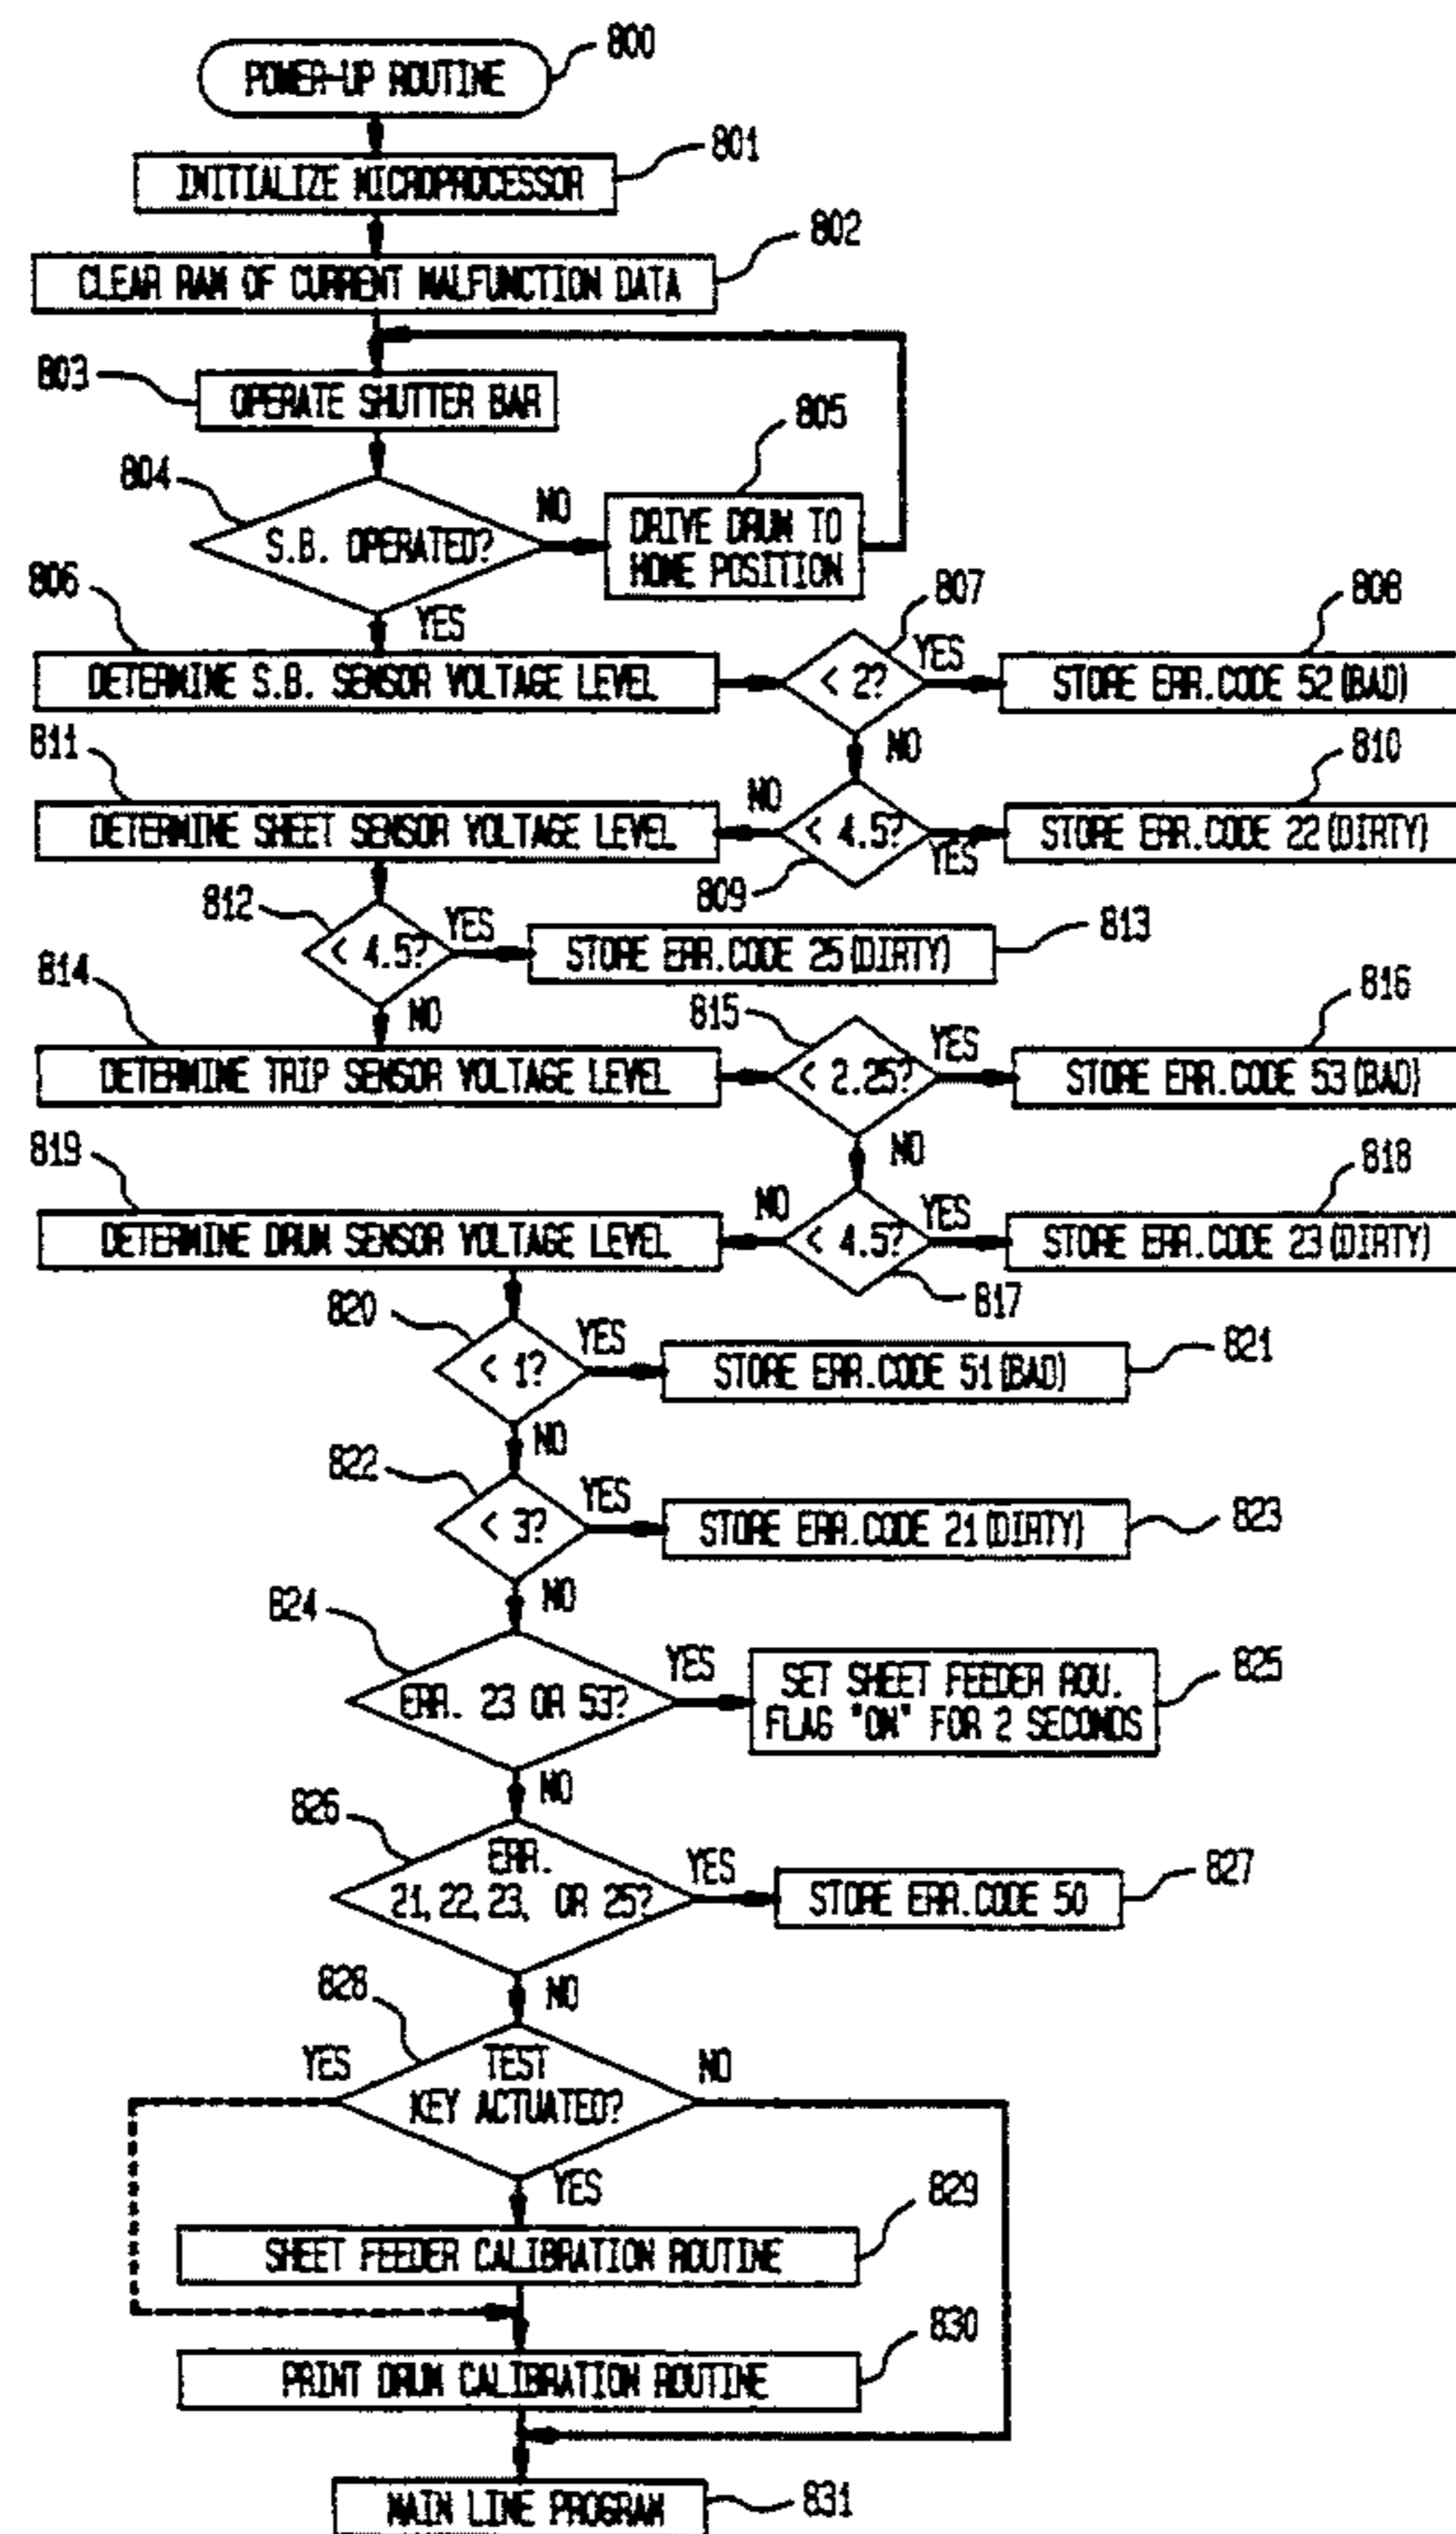 POWER-UP ROUTINE
800
INITIALIZE MICROPROCESSOR
801
CLEAR RAM OF CURRENT MALFUNCTION DATA
802
803
OPERATE SHUTTER BAR
804
S.B. OPERATED?
NO
YES
805
DRIVE DRUM TO
HOME POSITION
806
DETERMINE S.B. SENSOR VOLTAGE LEVEL
807
< 2?
YES
NO
808
STORE ERR.CODE 52(BAD)
809
< 4.5?
YES
NO
810
STORE ERR.CODE 22(DIRTY)
811
DETERMINE SHEET SENSOR VOLTAGE LEVEL
812
< 4.5?
YES
NO
STORE ERR.CODE 25(DIRTY)
813
814
DETERMINE TRIP SENSOR VOLTAGE LEVEL
815
< 2.25?
YES
NO
816
STORE ERR.CODE 53(BAD)
817
< 4.5?
YES
NO
818
STORE ERR.CODE 23(DIRTY)
819
DETERMINE DRUM SENSOR VOLTAGE LEVEL
820
< 1?
YES
NO
STORE ERR.CODE 51(BAD)
821
822
< 3?
YES
NO
STORE ERR.CODE 21(DIRTY)
823
824
ERR. 23 OR 53?
YES
NO
SET SHEET FEEDER ROU.
FLAG "ON" FOR 2 SECONDS
825
826
ERR.
21, 22, 23, OR 25?
YES
NO
STORE ERR.CODE 50
827
828
TEST
KEY ACTUATED?
YES
NO
YES
829
SHEET FEEDER CALIBRATION ROUTINE
830
PRINT DRUM CALIBRATION ROUTINE
MAIN LINE PROGRAM
831